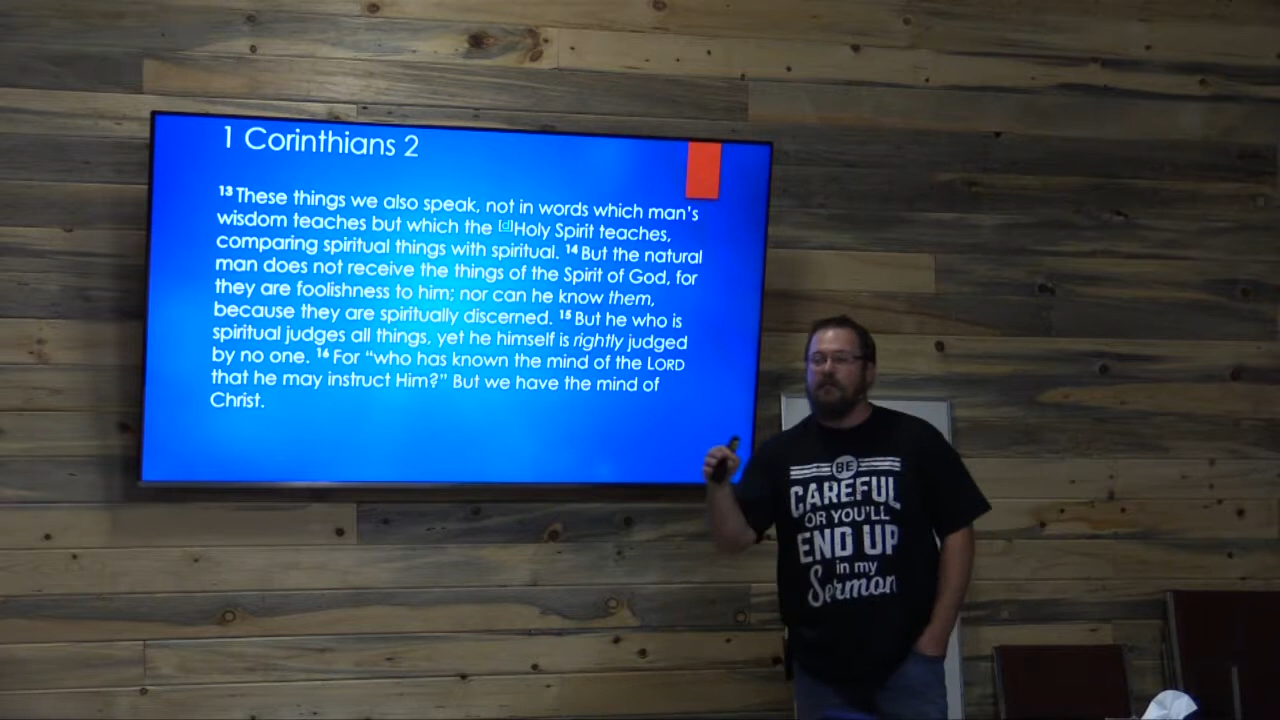 1 Corinthians 2
13 These things we also speak, not in words which man’s
wisdom teaches but which the [d]Holy Spirit teaches,
comparing spiritual things with spiritual. 14 But the natural
man does not receive the things of the Spirit of God, for
they are foolishness to him; nor can he know them,
because they are spiritually discerned. 15 But he who is
spiritual judges all things, yet he himself is rightly judged
by no one. 16 For “who has known the mind of the LORD
that he may instruct Him?” But we have the mind of
Christ.
BE
CAREFUL
OR YOU'LL
END UP
in my
Sermon